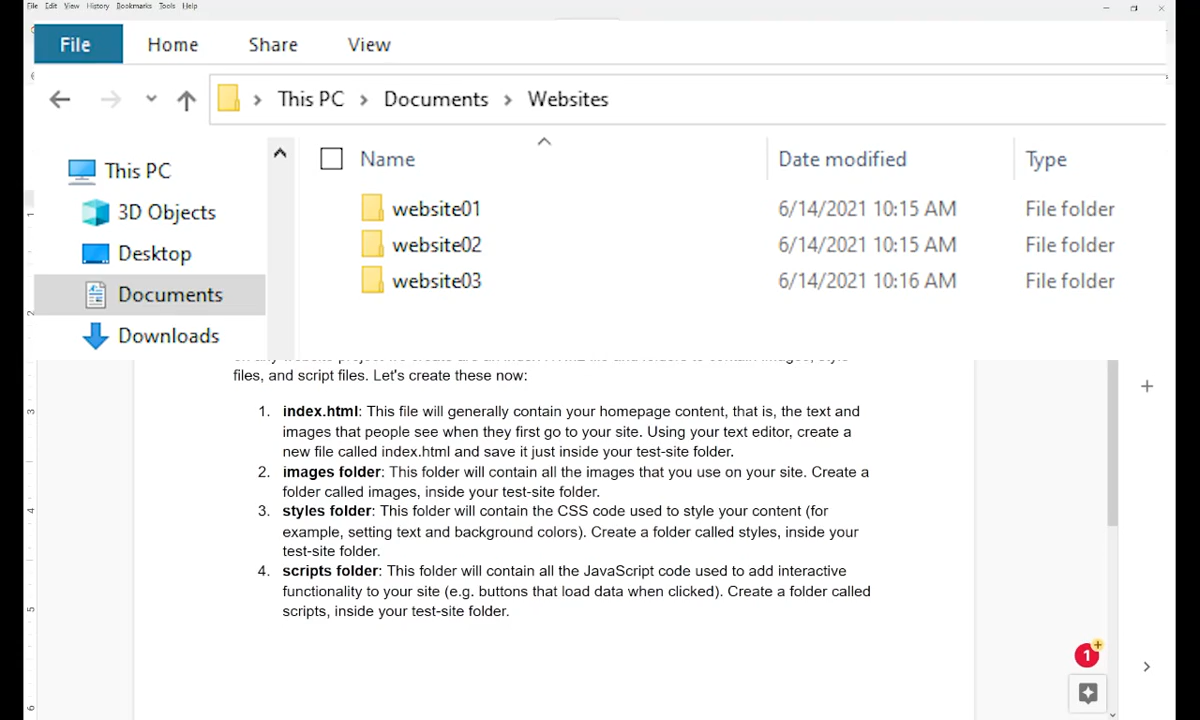 File Edit View History Bookmarks Tools Help
File Home Share View
This PC > Documents > Websites
Name Date modified Type
This PC
3D Objects
Desktop
Documents
Downloads
website01 6/14/2021 10:15 AM File folder
website02 6/14/2021 10:15 AM File folder
website03 6/14/2021 10:16 AM File folder
files, and script files. Let's create these now:
1. index.html: This file will generally contain your homepage content, that is, the text and
images that people see when they first go to your site. Using your text editor, create a
new file called index.html and save it just inside your test-site folder.
2. images folder: This folder will contain all the images that you use on your site. Create a
folder called images, inside your test-site folder.
3. styles folder: This folder will contain the CSS code used to style your content (for
example, setting text and background colors). Create a folder called styles, inside your
test-site folder.
4. scripts folder: This folder will contain all the JavaScript code used to add interactive
functionality to your site (e.g. buttons that load data when clicked). Create a folder called
scripts, inside your test-site folder.
1
2
3
4
5
6
1